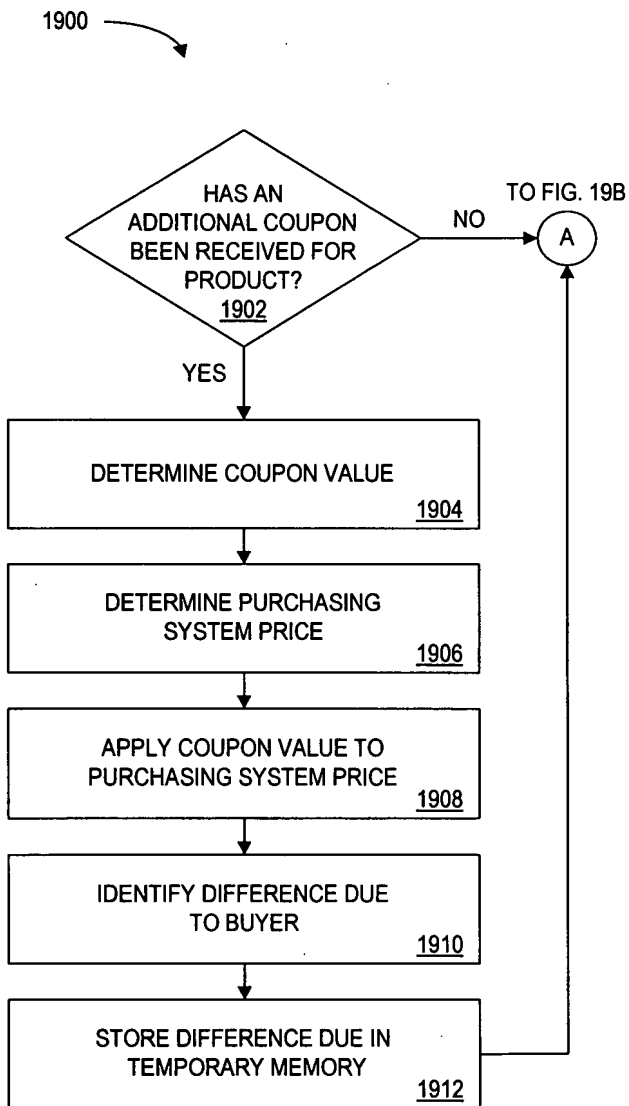 1900
HAS AN
ADDITIONAL COUPON
BEEN RECEIVED FOR
PRODUCT?
1902
NO
TO FIG. 19B
A
YES
DETERMINE COUPON VALUE
1904
DETERMINE PURCHASING
SYSTEM PRICE
1906
APPLY COUPON VALUE TO
PURCHASING SYSTEM PRICE
1908
IDENTIFY DIFFERENCE DUE
TO BUYER
1910
STORE DIFFERENCE DUE IN
TEMPORARY MEMORY
1912